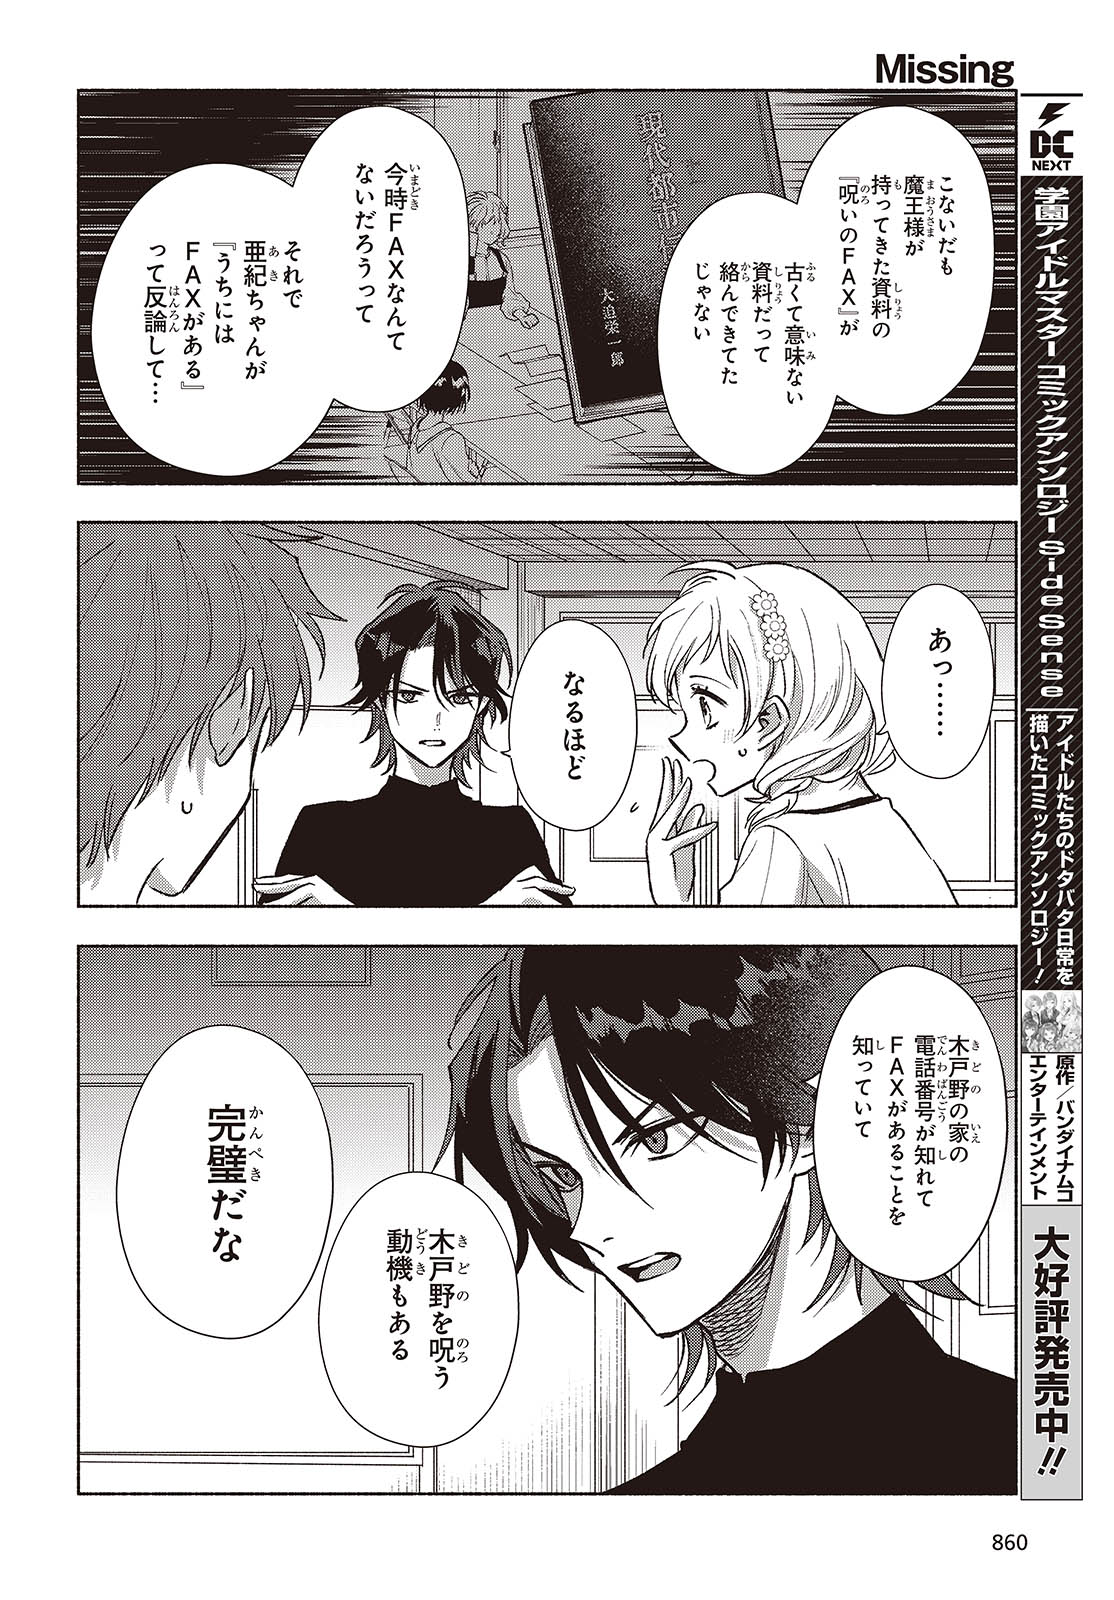 Missing
こないだも
魔王様が
持ってきた資料の
『呪いのFAX』が
古くて意味ない
資料だって
絡んできてた
じゃない
現代都市
大迫栄一郎
今時FAXなんて
ないだろうって
それで
亜紀ちゃんが
『うちには
FAXがある』
って反論して…
あっ……
なるほど
木戸野の家の
電話番号が知れて
FAXがあることを
知っていて
木戸野を呪う
動機もある
完璧だな
DC
NEXT
学園アイドルマスター コミックアンソロジー SideSense
アイドルたちのドタバタ日常を
描いたコミックアンソロジー！
原作／バンダイナムコ
エンターテインメント
大好評発売中!!
860